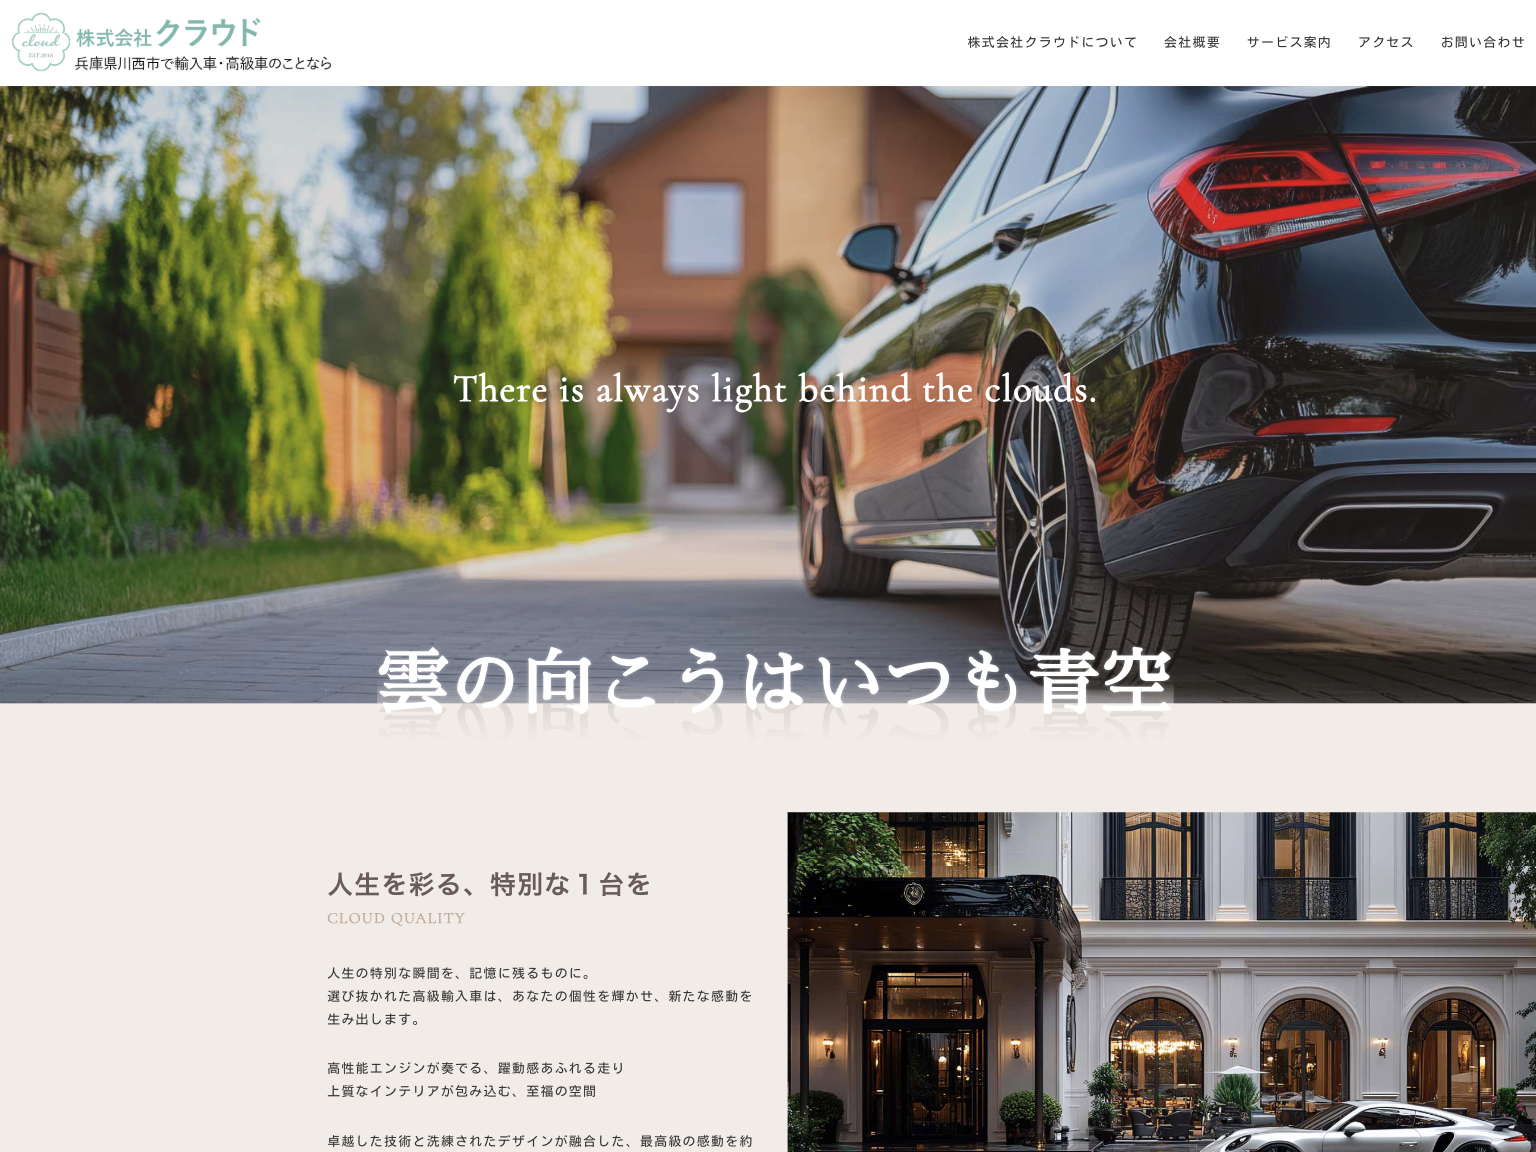 cloud
EST.2016
株式会社クラウド
兵庫県川西市で輸入車・高級車のことなら
株式会社クラウドについて
会社概要
サービス案内
アクセス
お問い合わせ
There is always light behind the clouds.
雲の向こうはいつも青空
人生を彩る、特別な１台を
CLOUD QUALITY
人生の特別な瞬間を、記憶に残るものに。
選び抜かれた高級輸入車は、あなたの個性を輝かせ、新たな感動を
生み出します。
高性能エンジンが奏でる、躍動感あふれる走り
上質なインテリアが包み込む、至福の空間
卓越した技術と洗練されたデザインが融合した、最高級の感動を約